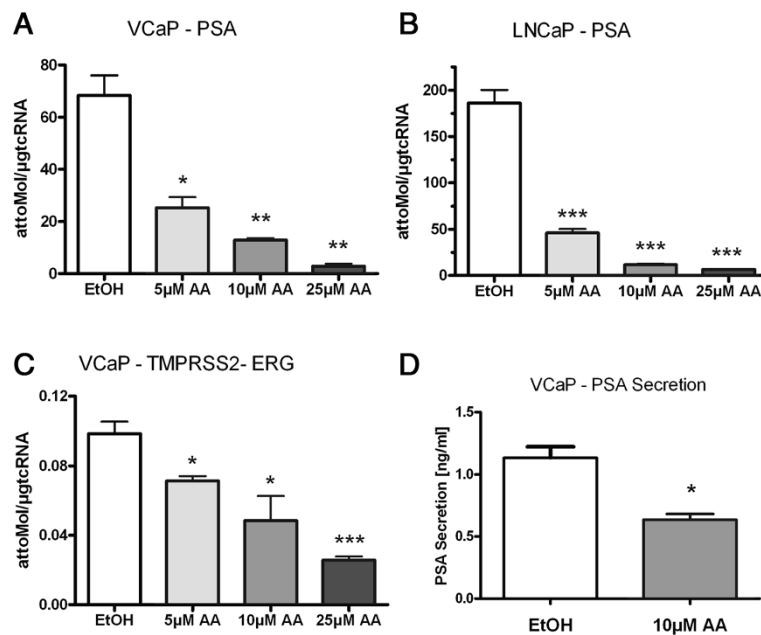 A
VCaP - PSA
attoMol/µgtcRNA
80
60
40
20
0
*
**
**
EtOH 5µM AA 10µM AA 25µM AA
B
LNCaP - PSA
attoMol/µgtcRNA
200
150
100
50
0
***
***
***
EtOH 5µM AA 10µM AA 25µM AA
C
VCaP - TMPRSS2- ERG
attoMol/µgtcRNA
0.12
0.08
0.04
0.00
*
*
***
EtOH 5µM AA 10µM AA 25µM AA
D
VCaP - PSA Secretion
PSA Secretion [ng/ml]
1.5
1.0
0.5
0.0
*
EtOH 10µM AA